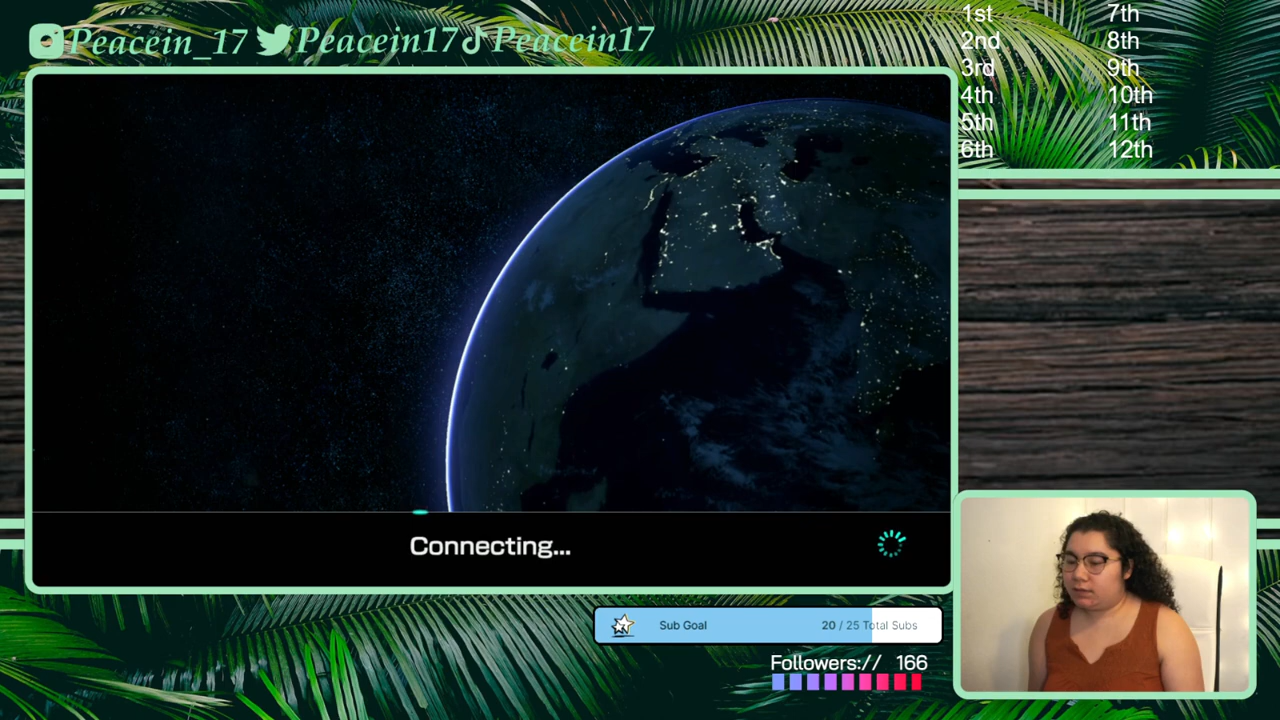 Peacein_17 Peacein17 Peacein17
1st 7th
2nd 8th
3rd 9th
4th 10th
5th 11th
6th 12th
Connecting...
Sub Goal 20 / 25 Total Subs
Followers:// 166